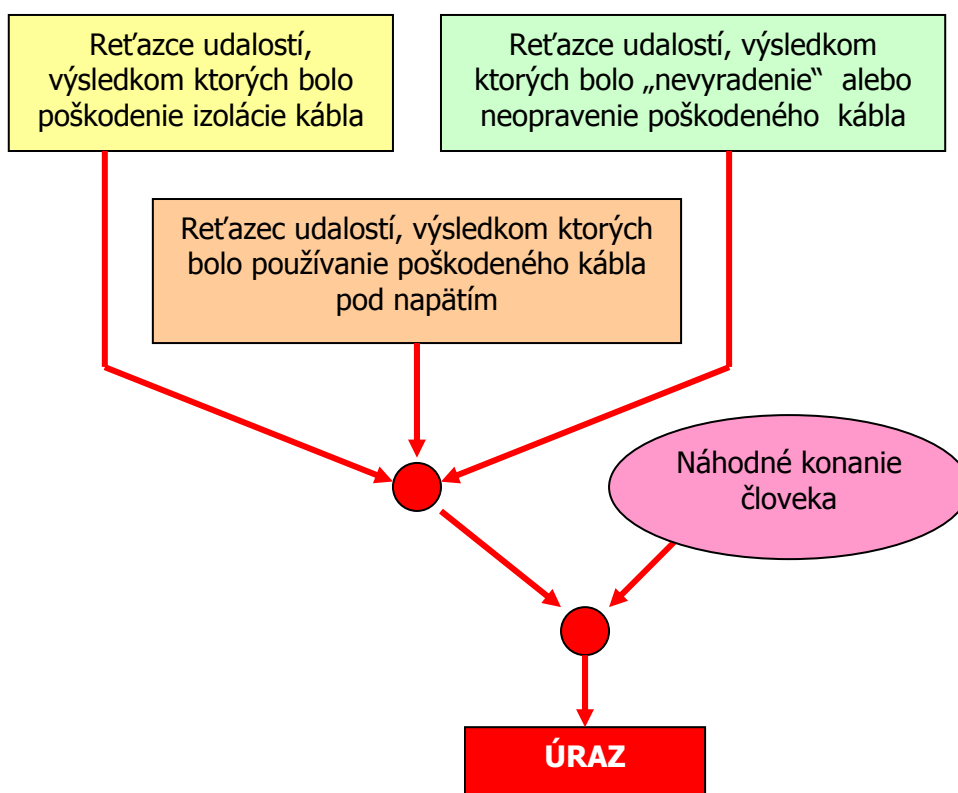 Reťazce udalostí,
výsledkom ktorých bolo
poškodenie izolácie kábla
Reťazce udalostí, výsledkom
ktorých bolo „nevyradenie“ alebo
neopravenie poškodeného kábla
Reťazec udalostí, výsledkom ktorých
bolo používanie poškodeného kábla
pod napätím
Náhodné konanie
človeka
ÚRAZ